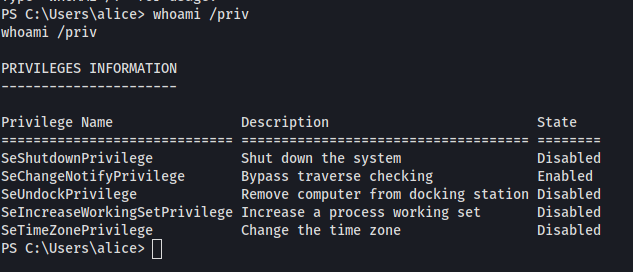 PS C:\Users\alice> whoami /priv
whoami /priv
PRIVILEGES INFORMATION
----------------------
Privilege Name                Description                          State
============================= ==================================== ========
SeShutdownPrivilege           Shut down the system                 Disabled
SeChangeNotifyPrivilege       Bypass traverse checking             Enabled
SeUndockPrivilege             Remove computer from docking station Disabled
SeIncreaseWorkingSetPrivilege Increase a process working set       Disabled
SeTimeZonePrivilege           Change the time zone                 Disabled
PS C:\Users\alice>